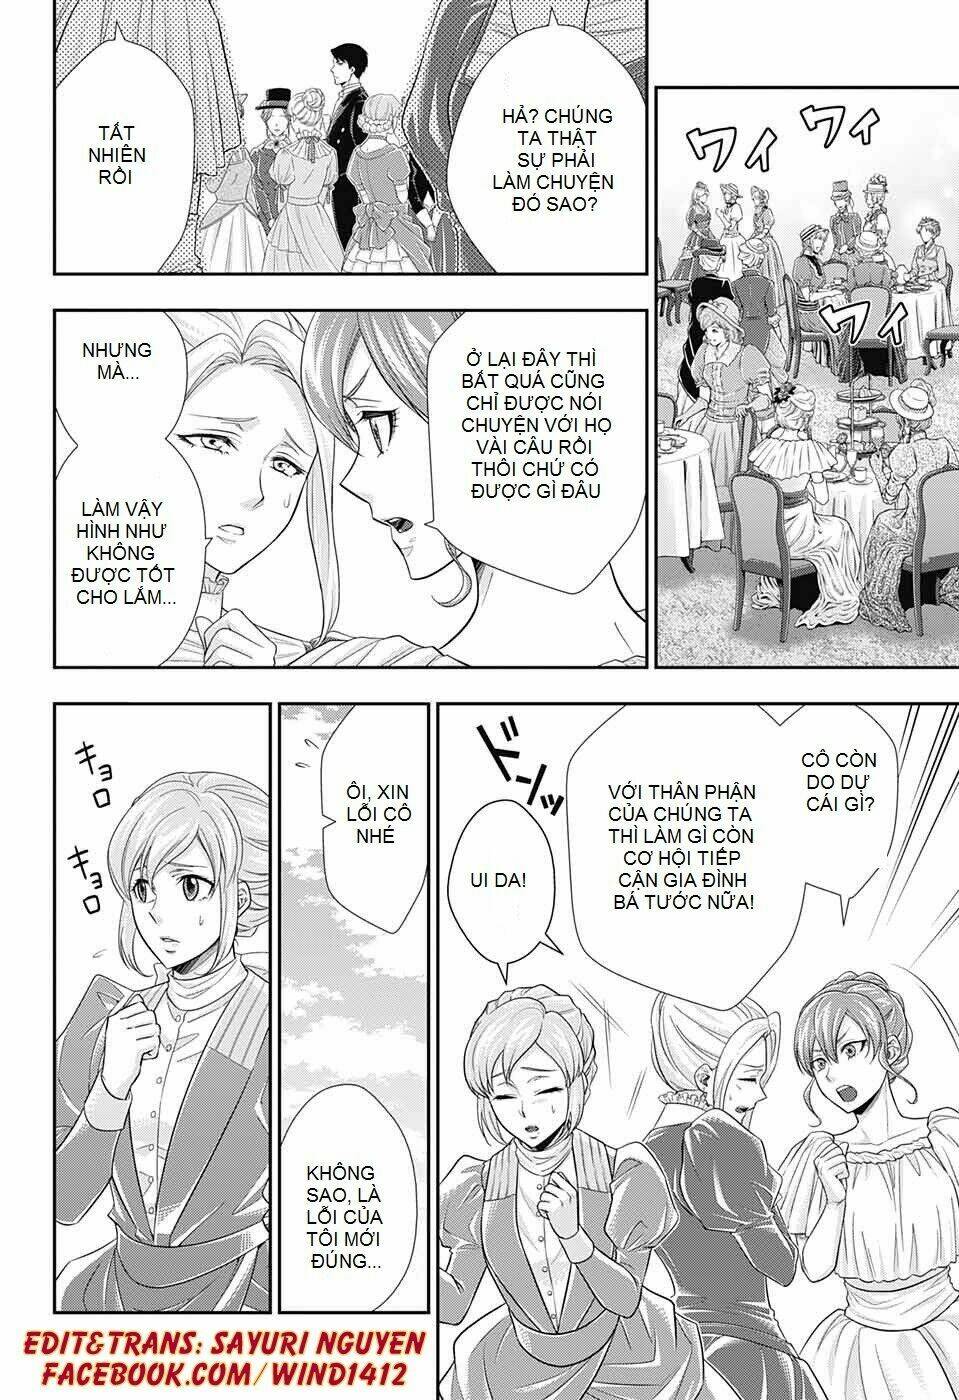 ワイ
ワイ
ワイ
HẢ? CHÚNG
TA THẬT
SỰ PHẢI
LÀM CHUYỆN
ĐÓ SAO?
TẤT
NHIÊN
RỒI
Ở LẠI ĐÂY THÌ
BẤT QUÁ CŨNG
CHỈ ĐƯỢC NÓI
CHUYỆN VỚI HỌ
VÀI CÂU RỒI
THÔI CHỨ CÓ
ĐƯỢC GÌ ĐÂU
NHƯNG
MÀ...
LÀM VẬY
HÌNH NHƯ
KHÔNG
ĐƯỢC TỐT
CHO LẮM...
CÔ CÒN
DO DỰ
CÁI GÌ?
VỚI THÂN PHẬN
CỦA CHÚNG TA
THÌ LÀM GÌ CÒN
CƠ HỘI TIẾP
CẬN GIA ĐÌNH
BÁ TƯỚC NỮA!
ドンッ
UI DA!
ÔI, XIN
LỖI CÔ
NHÉ
KHÔNG
SAO, LÀ
LỖI CỦA
TÔI MỚI
ĐÚNG...
キョロ
キョロ
EDIT&TRANS: SAYURI NGUYEN
FACEBOOK.COM/WIND1412